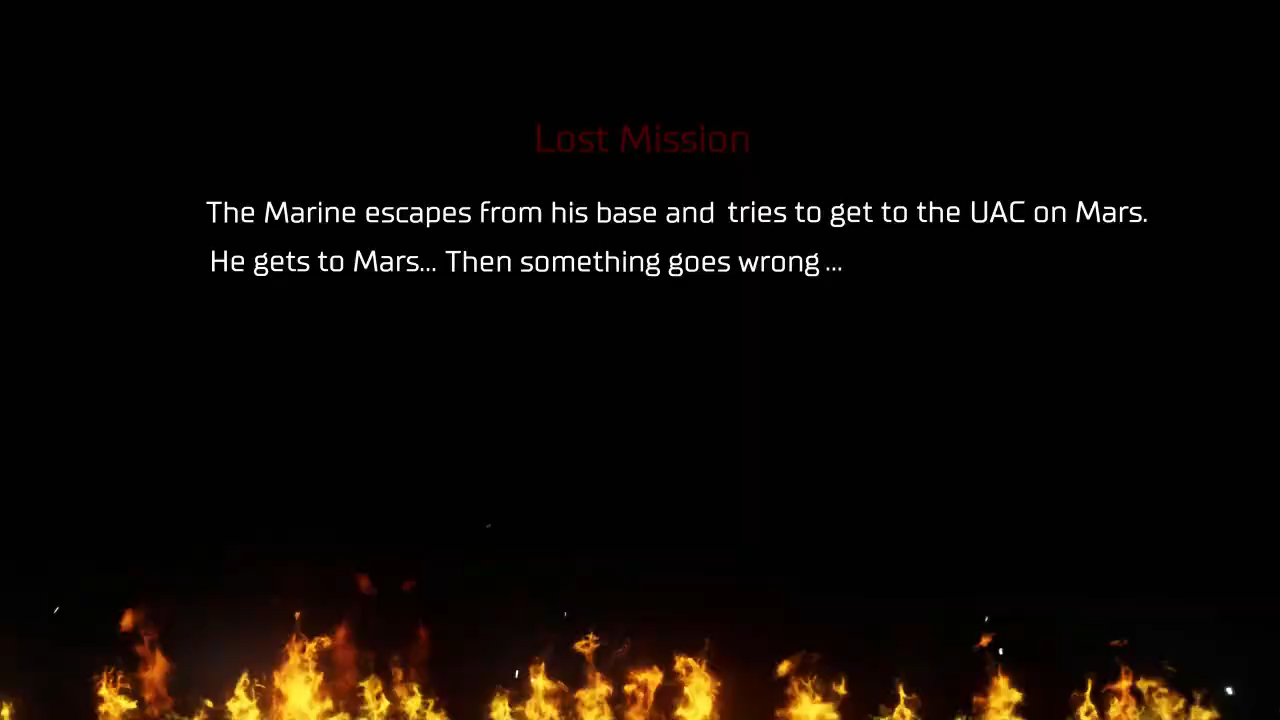 Lost Mission
The Marine escapes from his base and tries to get to the UAC on Mars.
He gets to Mars... Then something goes wrong ...